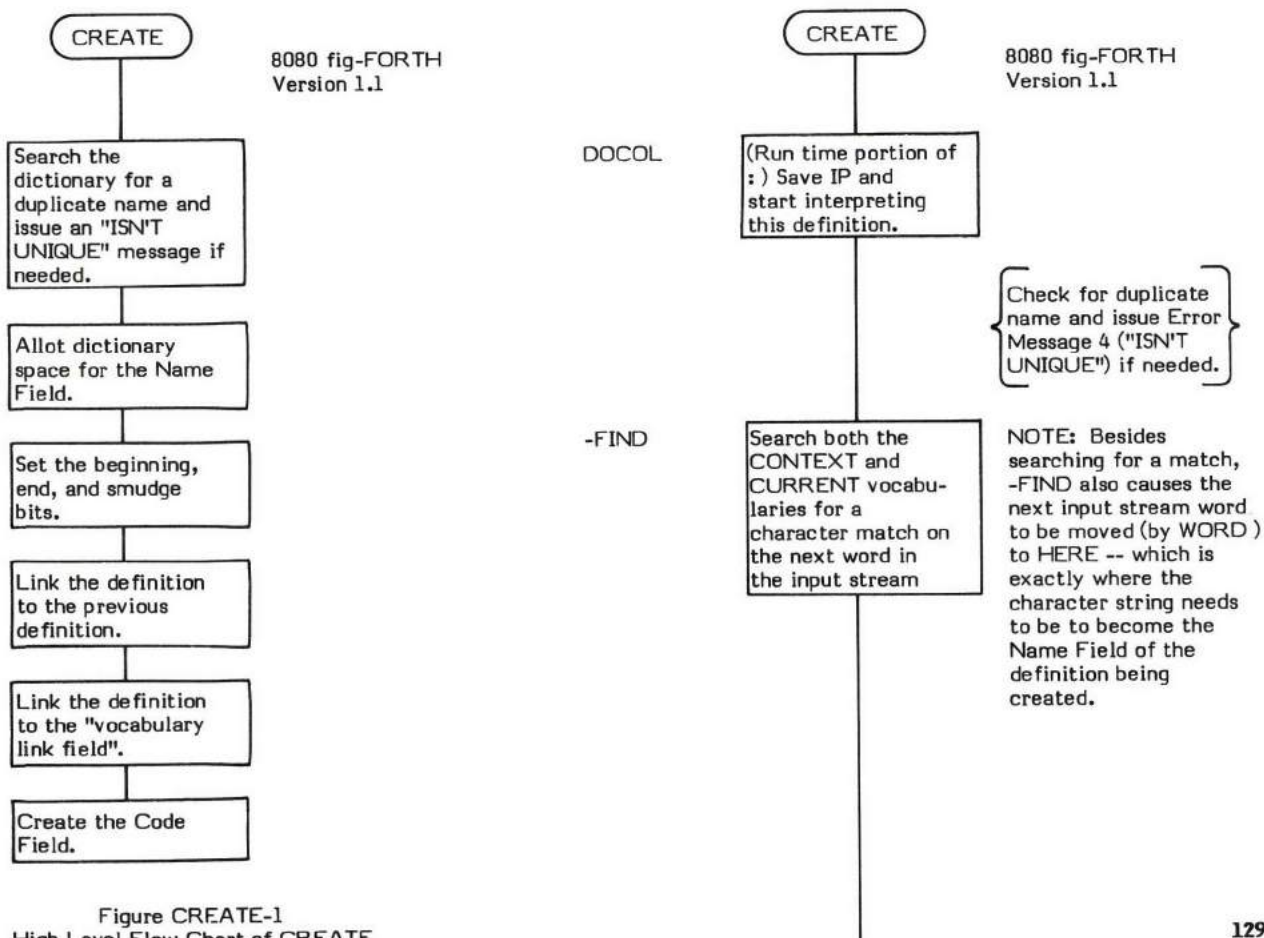 CREATE
8080 fig-FORTH
Version 1.1
Search the
dictionary for a
duplicate name and
issue an "ISN'T
UNIQUE" message if
needed.
Allot dictionary
space for the Name
Field.
Set the beginning,
end, and smudge
bits.
Link the definition
to the previous
definition.
Link the definition
to the "vocabulary
link field".
Create the Code
Field.
Figure CREATE-1
High Level Flow Chart of CREATE
CREATE
8080 fig-FORTH
Version 1.1
DOCOL
(Run time portion of
: ) Save IP and
start interpreting
this definition.
Check for duplicate
name and issue Error
Message 4 ("ISN'T
UNIQUE") if needed.
-FIND
Search both the
CONTEXT and
CURRENT vocabu-
laries for a
character match on
the next word in
the input stream
NOTE: Besides
searching for a match,
-FIND also causes the
next input stream word
to be moved (by WORD )
to HERE -- which is
exactly where the
character string needs
to be to become the
Name Field of the
definition being
created.
129